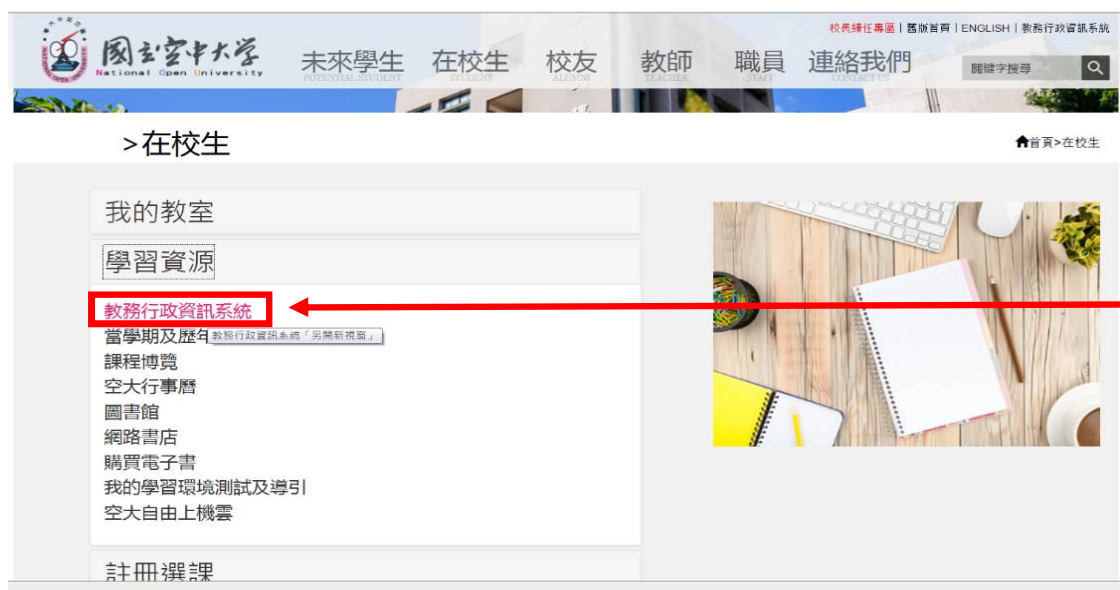 校長續任專區 | 舊版首頁 | ENGLISH | 教務行政資訊系統
國立空中大学
National Open University
未來學生 在校生 校友 教師 職員 連絡我們
POTENTIAL STUDENT STUDENT ALUMNI TEACHER STAFF CONTACT US
關鍵字搜尋
>在校生
首頁>在校生
我的教室
學習資源
教務行政資訊系統
當學期及歷年
教務行政資訊系統「另開新視窗」
課程博覽
空大行事曆
圖書館
網路書店
購買電子書
我的學習環境測試及導引
空大自由上機雲
註冊選課